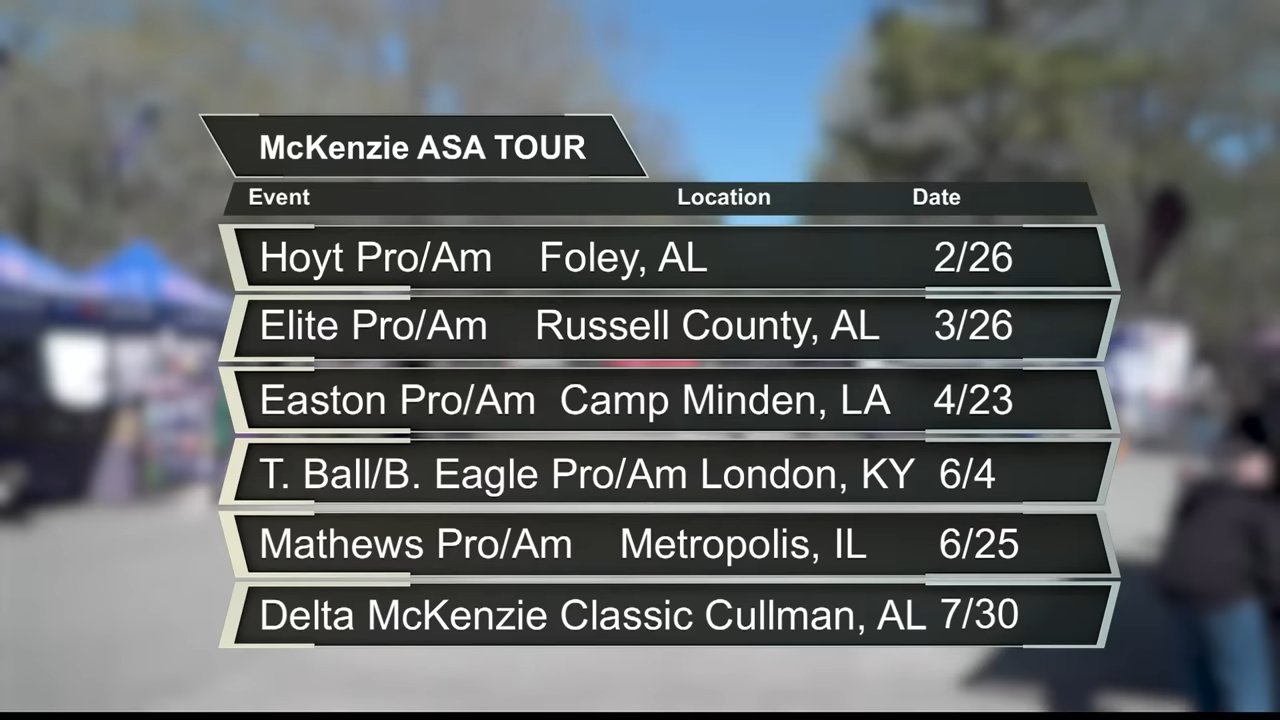 McKenzie ASA TOUR
Event Location Date
Hoyt Pro/Am Foley, AL 2/26
Elite Pro/Am Russell County, AL 3/26
Easton Pro/Am Camp Minden, LA 4/23
T. Ball/B. Eagle Pro/Am London, KY 6/4
Mathews Pro/Am Metropolis, IL 6/25
Delta McKenzie Classic Cullman, AL 7/30